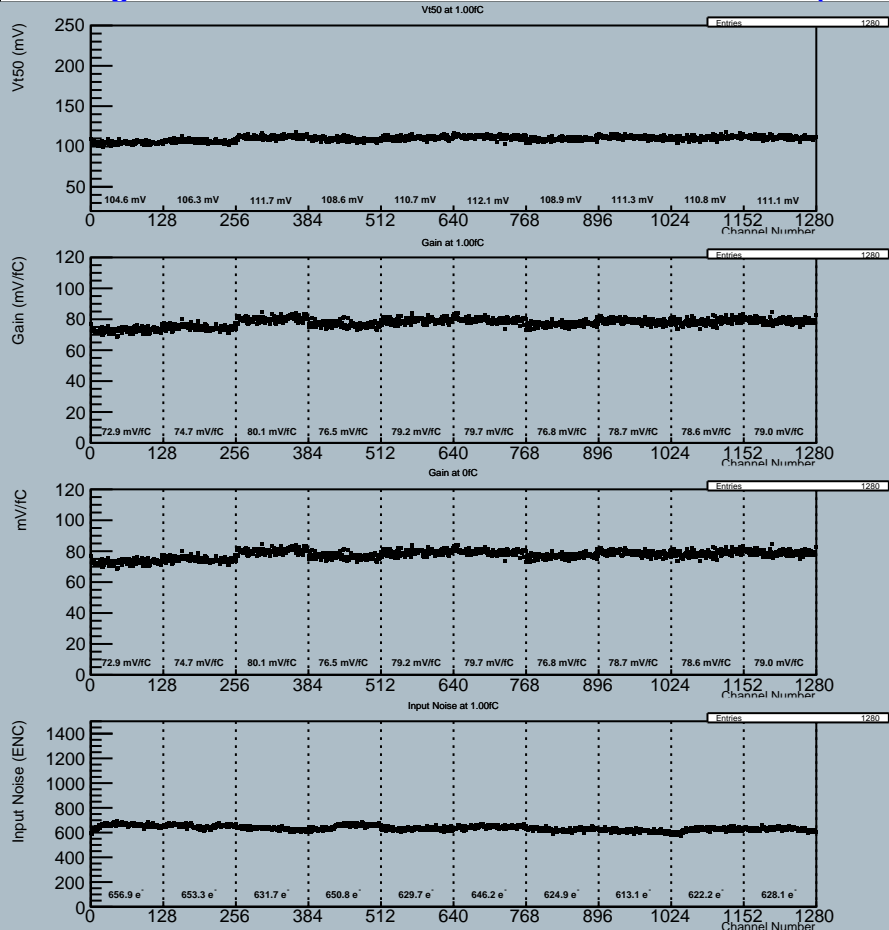 Vt50 at 1.00fC
Entries 1280
Vt50 (mV)
250
200
150
100
50
104.6 mV 106.3 mV 111.7 mV 108.6 mV 110.7 mV 112.1 mV 108.9 mV 111.3 mV 110.8 mV 111.1 mV
0 128 256 384 512 640 768 896 1024 1152 1280
Channel Number
Gain at 1.00fC
Entries 1280
Gain (mV/fC)
120
100
80
60
40
20
0
72.9 mV/fC 74.7 mV/fC 80.1 mV/fC 76.5 mV/fC 79.2 mV/fC 79.7 mV/fC 76.8 mV/fC 78.7 mV/fC 78.6 mV/fC 79.0 mV/fC
0 128 256 384 512 640 768 896 1024 1152 1280
Channel Number
Gain at 0fC
Entries 1280
mV/fC
120
100
80
60
40
20
0
72.9 mV/fC 74.7 mV/fC 80.1 mV/fC 76.5 mV/fC 79.2 mV/fC 79.7 mV/fC 76.8 mV/fC 78.7 mV/fC 78.6 mV/fC 79.0 mV/fC
0 128 256 384 512 640 768 896 1024 1152 1280
Channel Number
Input Noise at 1.00fC
Entries 1280
Input Noise (ENC)
1400
1200
1000
800
600
400
200
0
656.9 e⁻ 653.3 e⁻ 631.7 e⁻ 650.8 e⁻ 629.7 e⁻ 646.2 e⁻ 624.9 e⁻ 613.1 e⁻ 622.2 e⁻ 628.1 e⁻
0 128 256 384 512 640 768 896 1024 1152 1280
Channel Number